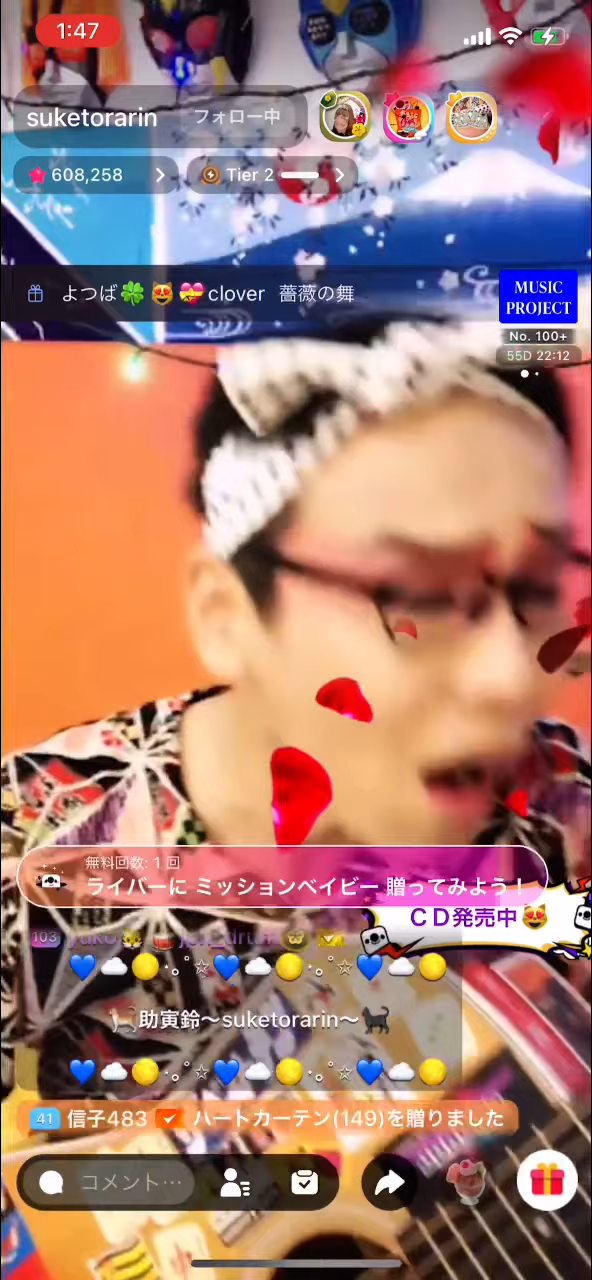 1:47
suketorarin フォロー中
608,258
Tier 2
よつば🍀😻💝clover 薔薇の舞
MUSIC
PROJECT
No. 100+
55D 22:12
無料回数: 1 回
ライバーに ミッションベイビー 贈ってみよう！
ＣＤ発売中😻
103
💙☁️🌕·｡ﾟ☆💙☁️🌕·｡ﾟ☆💙☁️🌕
🐈助寅鈴〜suketorarin〜🐈‍⬛
💙☁️🌕·｡ﾟ☆💙☁️🌕·｡ﾟ☆💙☁️🌕
41 信子483 ハートカーテン(149)を贈りました
コメント…